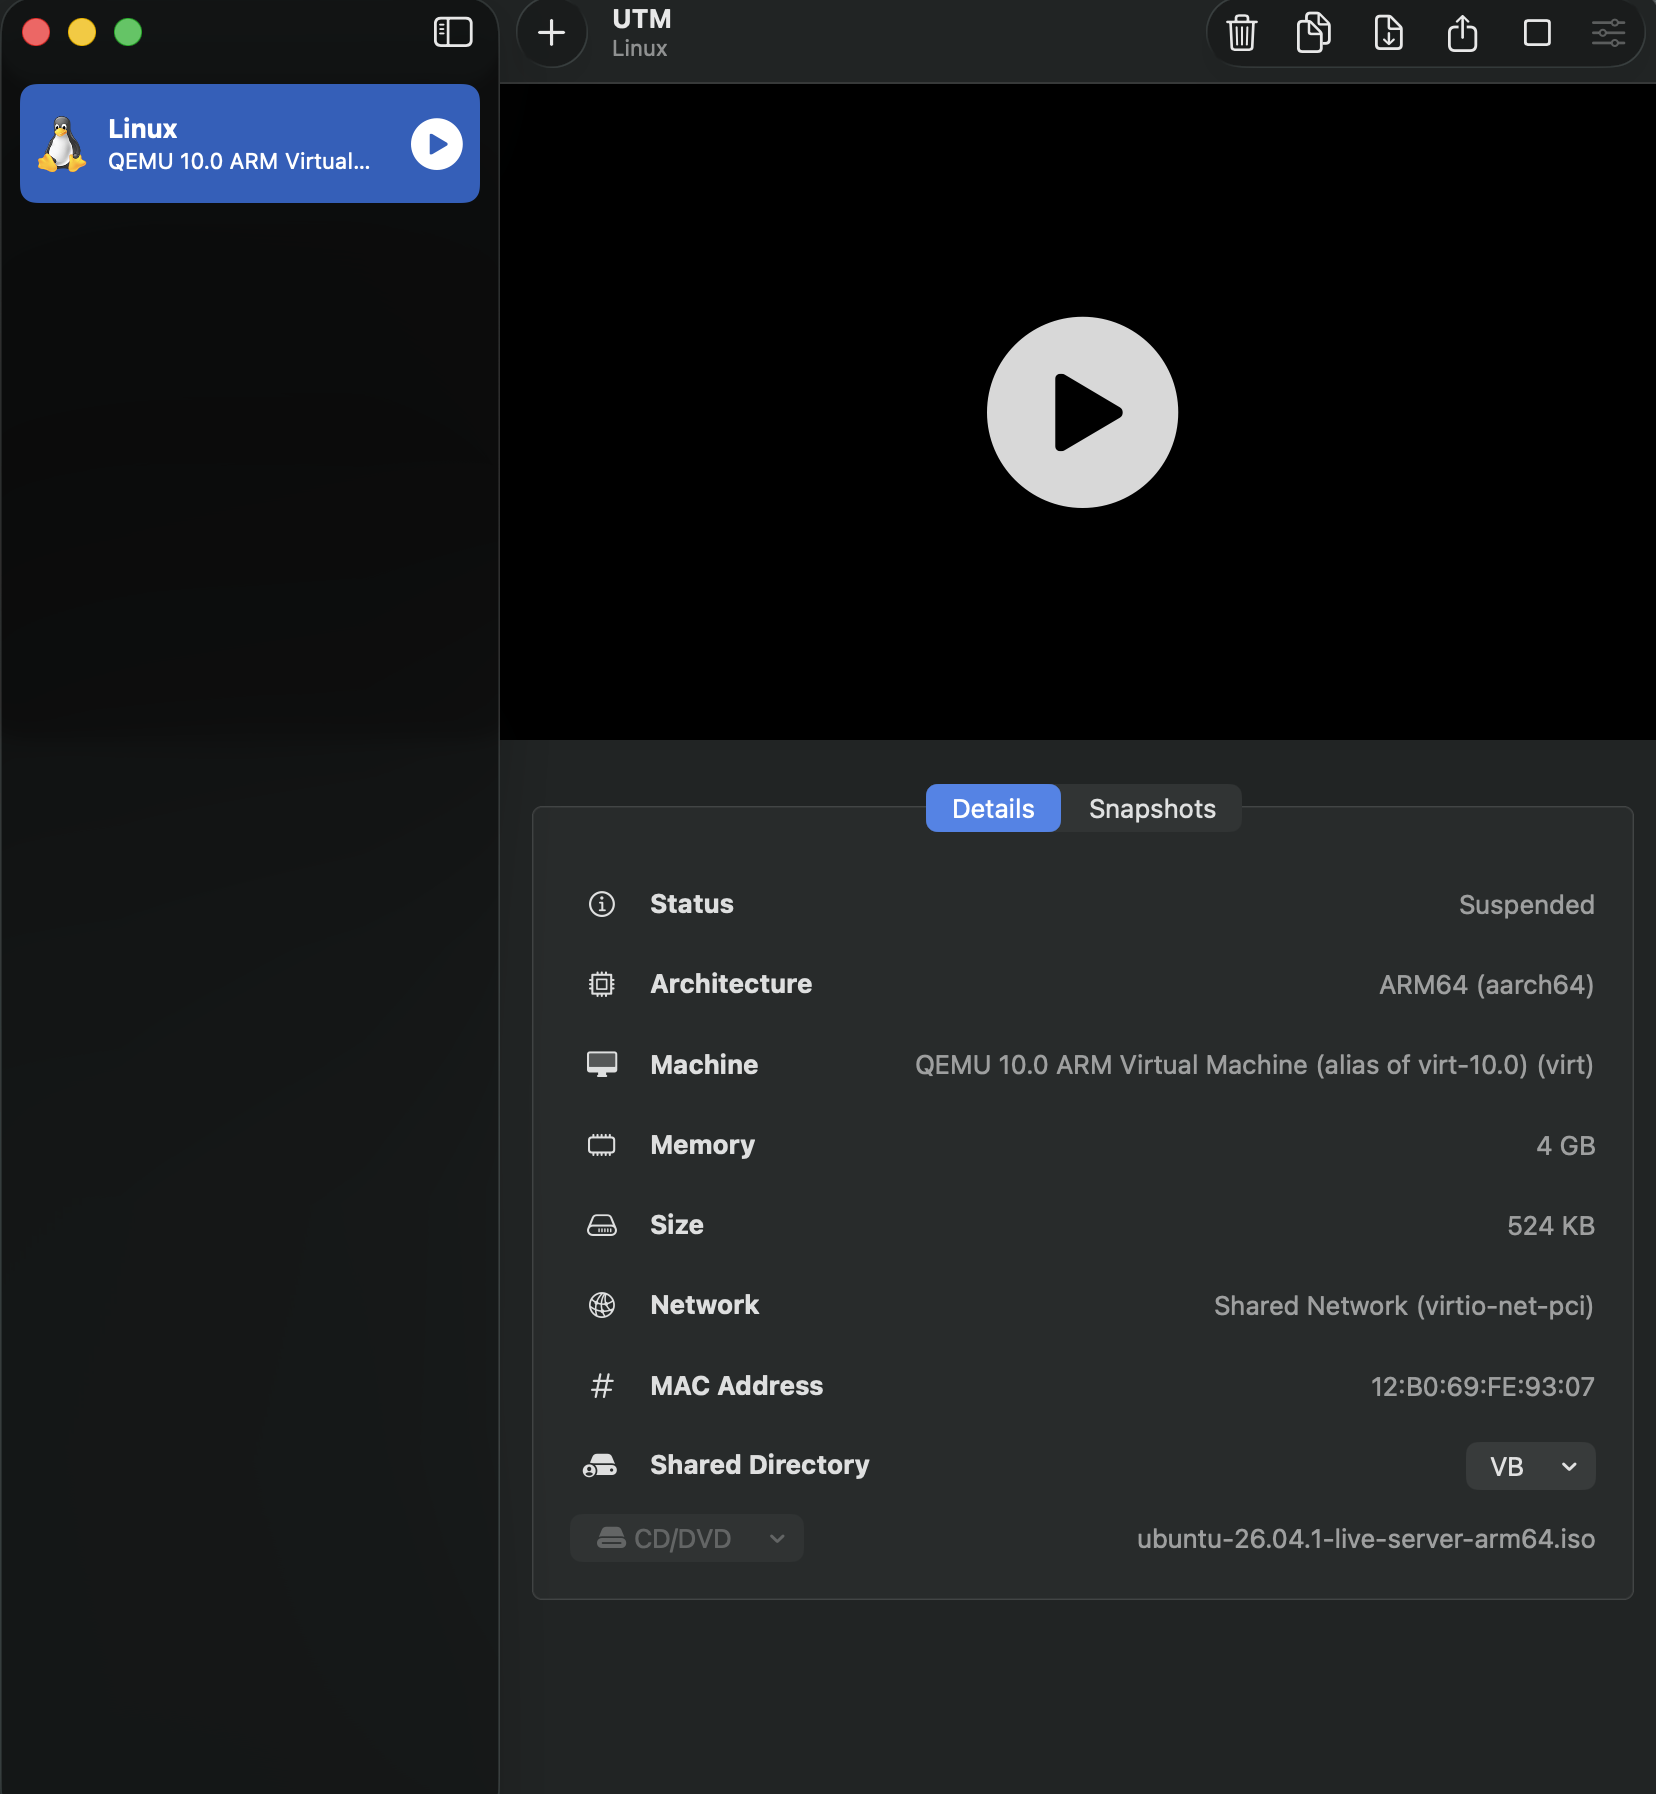 UTM
Linux
Linux
QEMU 10.0 ARM Virtual...
Details
Snapshots
Status
Suspended
Architecture
ARM64 (aarch64)
Machine
QEMU 10.0 ARM Virtual Machine (alias of virt-10.0) (virt)
Memory
4 GB
Size
524 KB
Network
Shared Network (virtio-net-pci)
MAC Address
12:B0:69:FE:93:07
Shared Directory
VB
CD/DVD
ubuntu-26.04.1-live-server-arm64.iso